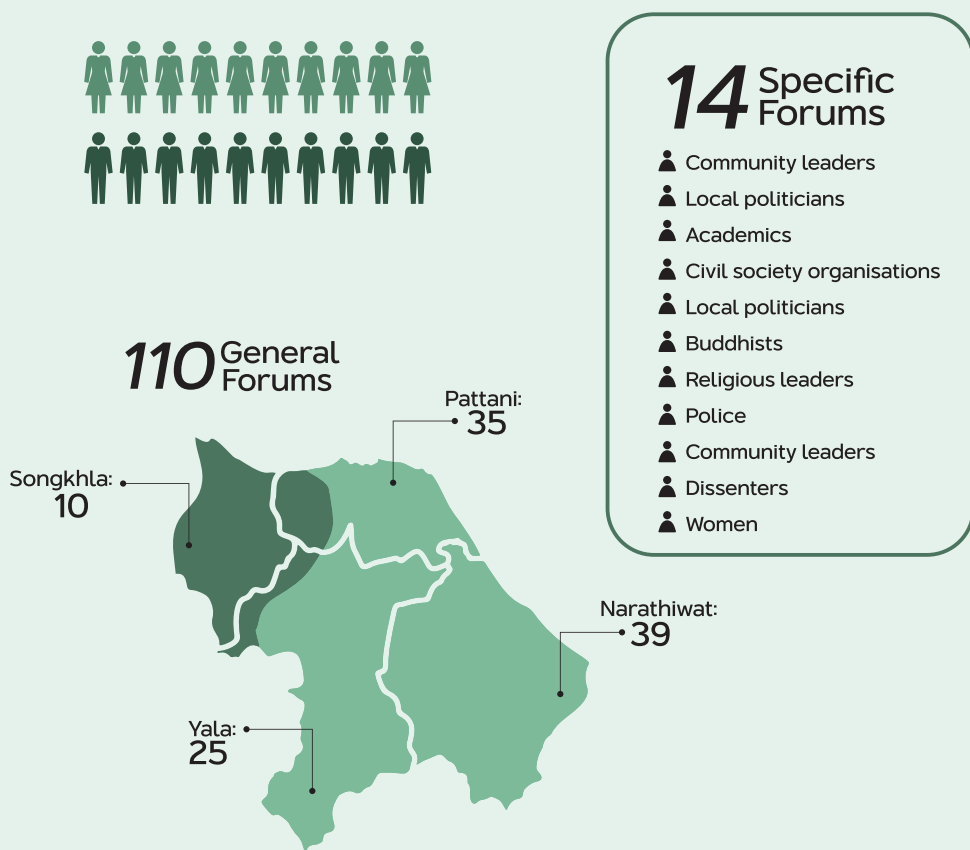 14 Specific
Forums
Community leaders
Local politicians
Academics
Civil society organisations
Local politicians
Buddhists
Religious leaders
Police
Community leaders
Dissenters
Women
110 General
Forums
Pattani:
35
Songkhla:
10
Narathiwat:
39
Yala:
25